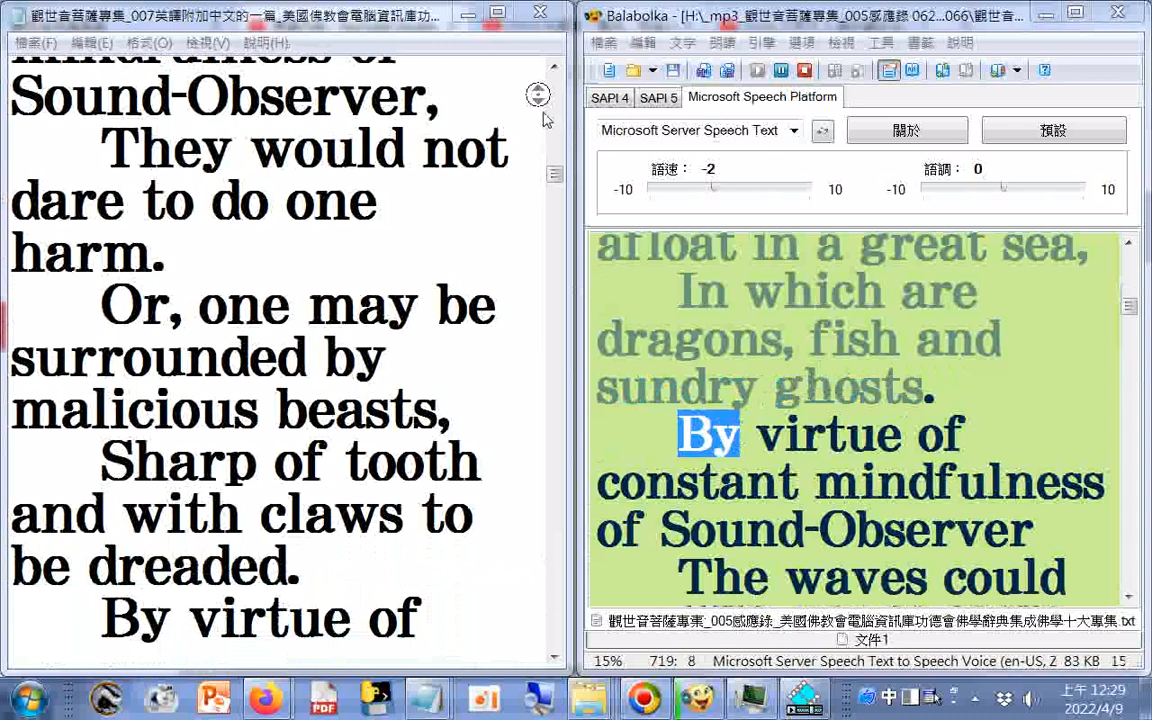 觀世音菩薩專集_007英譯附加中文的一篇_美國佛教會電腦資訊庫功...
檔案(F) 編輯(E) 格式(O) 檢視(V) 說明(H)
Sound-Observer,
They would not
dare to do one
harm.
Or, one may be
surrounded by
malicious beasts,
Sharp of tooth
and with claws to
be dreaded.
By virtue of
Balabolka - [H:\_mp3_觀世音菩薩專集_005感應錄 062...066\觀世音...
檔案 編輯 文字 朗讀 引擎 選項 檢視 工具 書籤 說明
SAPI 4 SAPI 5 Microsoft Speech Platform
Microsoft Server Speech Text 關於 預設
語速： -2 語調： 0
-10 10 -10 10
afloat in a great sea,
In which are
dragons, fish and
sundry ghosts.
By virtue of
constant mindfulness
of Sound-Observer
The waves could
觀世音菩薩專集_005感應錄_美國佛教會電腦資訊庫功德會佛學辭典集成佛學十大專集.txt
文件1
15% 719: 8 Microsoft Server Speech Text to Speech Voice (en-US, Z 83 KB 15
中 上午 12:29
2022/4/9